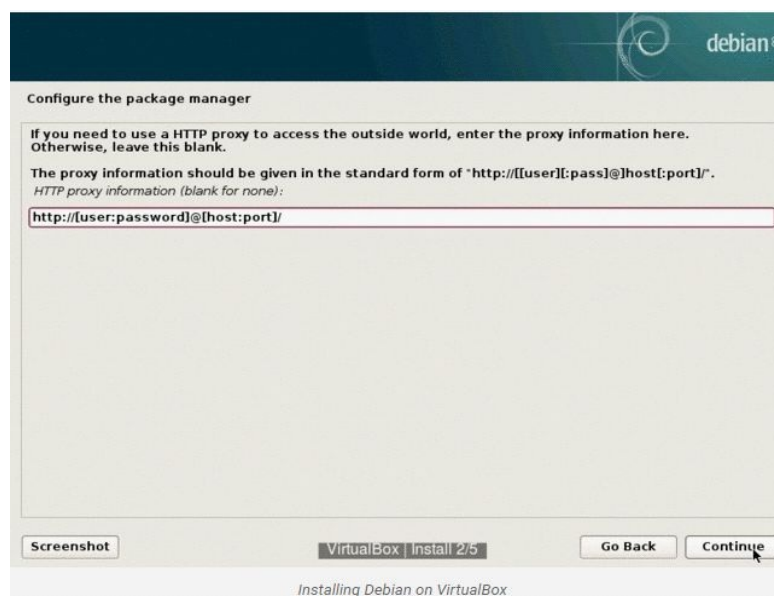 debian
Configure the package manager
If you need to use a HTTP proxy to access the outside world, enter the proxy information here.
Otherwise, leave this blank.
The proxy information should be given in the standard form of "http://[[user][:pass]@]host[:port]/".
HTTP proxy information (blank for none):
http://[user:password]@[host:port]/
Screenshot
VirtualBox | Install 2/5
Go Back
Continue
Installing Debian on VirtualBox